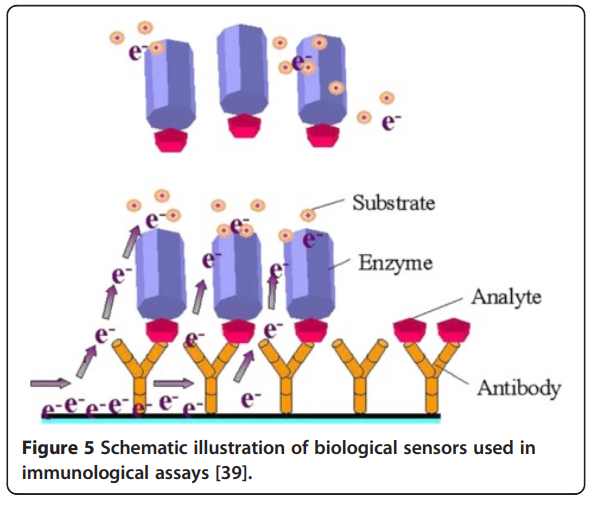 e-
e-
e-
Substrate
e-
e-
e-
Enzyme
e-
e-
e-
Analyte
e-
e-
e-
Antibody
e-e-e-e-e-e-e-
e-
Figure 5 Schematic illustration of biological sensors used in
immunological assays [39].